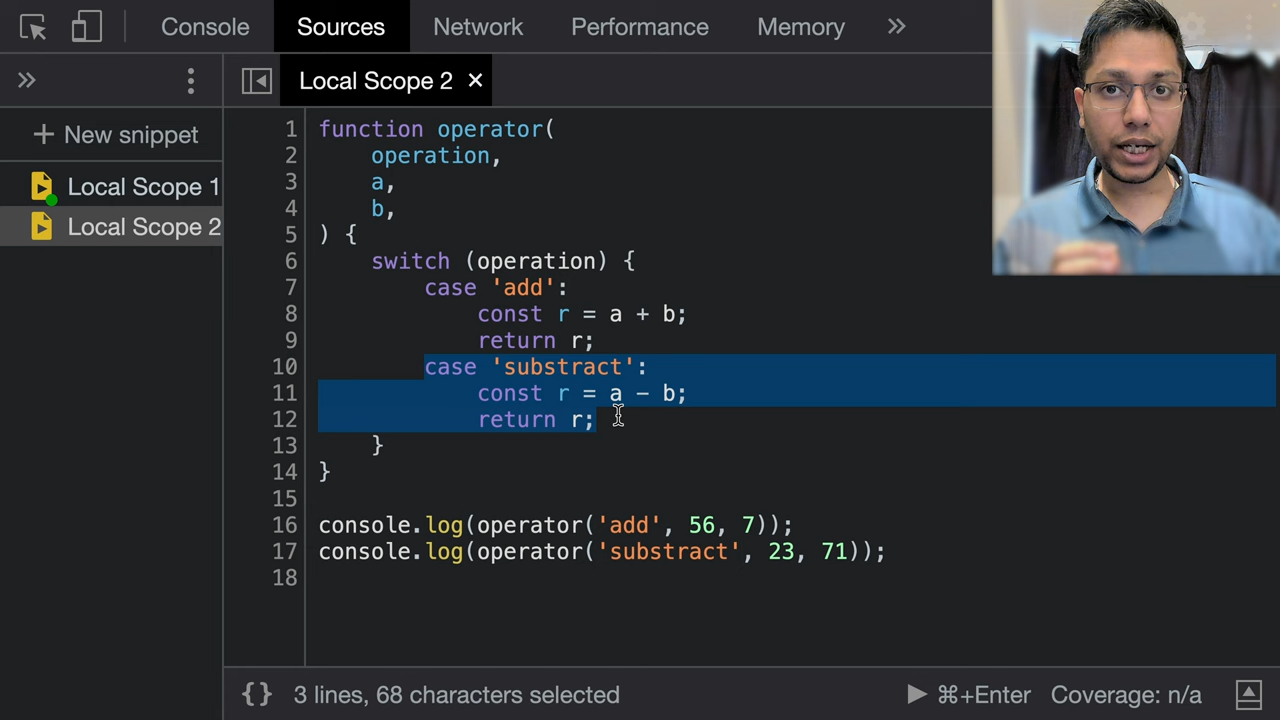 Console Sources Network Performance Memory »
» Local Scope 2 ×
+ New snippet
Local Scope 1
Local Scope 2
1 function operator(
2     operation,
3     a,
4     b,
5 ) {
6     switch (operation) {
7         case 'add':
8             const r = a + b;
9             return r;
10         case 'substract':
11             const r = a - b;
12             return r;
13     }
14 }
15
16 console.log(operator('add', 56, 7));
17 console.log(operator('substract', 23, 71));
18
{} 3 lines, 68 characters selected ⌘+Enter Coverage: n/a